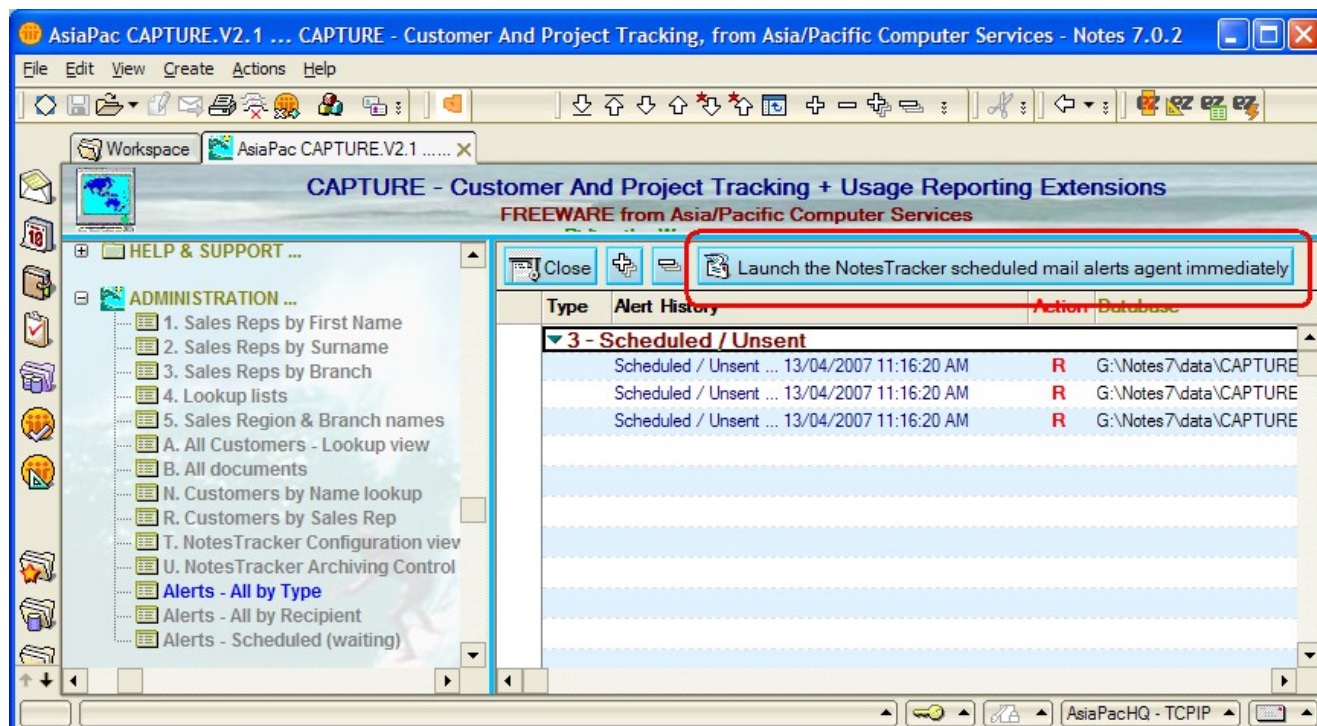 AsiaPac CAPTURE.V2.1 ... CAPTURE - Customer And Project Tracking, from Asia/Pacific Computer Services - Notes 7.0.2
File Edit View Create Actions Help
Workspace AsiaPac CAPTURE.V2.1 ......
CAPTURE - Customer And Project Tracking + Usage Reporting Extensions
FREEWARE from Asia/Pacific Computer Services
HELP & SUPPORT ...
ADMINISTRATION ...
1. Sales Reps by First Name
2. Sales Reps by Surname
3. Sales Reps by Branch
4. Lookup lists
5. Sales Region & Branch names
A. All Customers - Lookup view
B. All documents
N. Customers by Name lookup
R. Customers by Sales Rep
T. NotesTracker Configuration view
U. NotesTracker Archiving Control
Alerts - All by Type
Alerts - All by Recipient
Alerts - Scheduled (waiting)
Close Launch the NotesTracker scheduled mail alerts agent immediately
Type Alert History Action Database
3 - Scheduled / Unsent
Scheduled / Unsent ... 13/04/2007 11:16:20 AM R G:\Notes7\data\CAPTURE
Scheduled / Unsent ... 13/04/2007 11:16:20 AM R G:\Notes7\data\CAPTURE
Scheduled / Unsent ... 13/04/2007 11:16:20 AM R G:\Notes7\data\CAPTURE
AsiaPacHQ - TCPIP